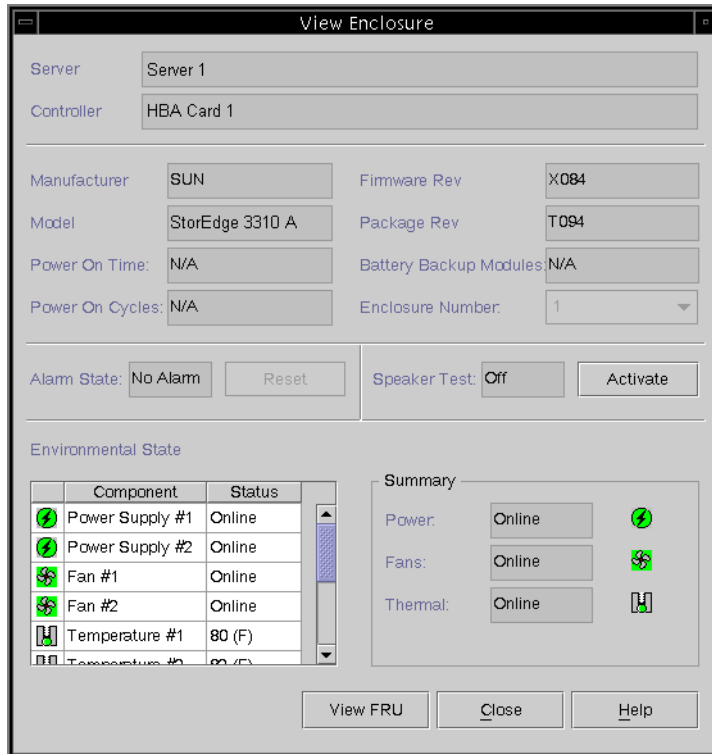 View Enclosure
Server Server 1
Controller HBA Card 1
Manufacturer SUN Firmware Rev X084
Model StorEdge 3310 A Package Rev T094
Power On Time: N/A Battery Backup Modules: N/A
Power On Cycles: N/A Enclosure Number: 1
Alarm State: No Alarm Reset Speaker Test: Off Activate
Environmental State
Component Status
Power Supply #1 Online
Power Supply #2 Online
Fan #1 Online
Fan #2 Online
Temperature #1 80 (F)
Temperature
Summary
Power: Online
Fans: Online
Thermal: Online
View FRU Close Help